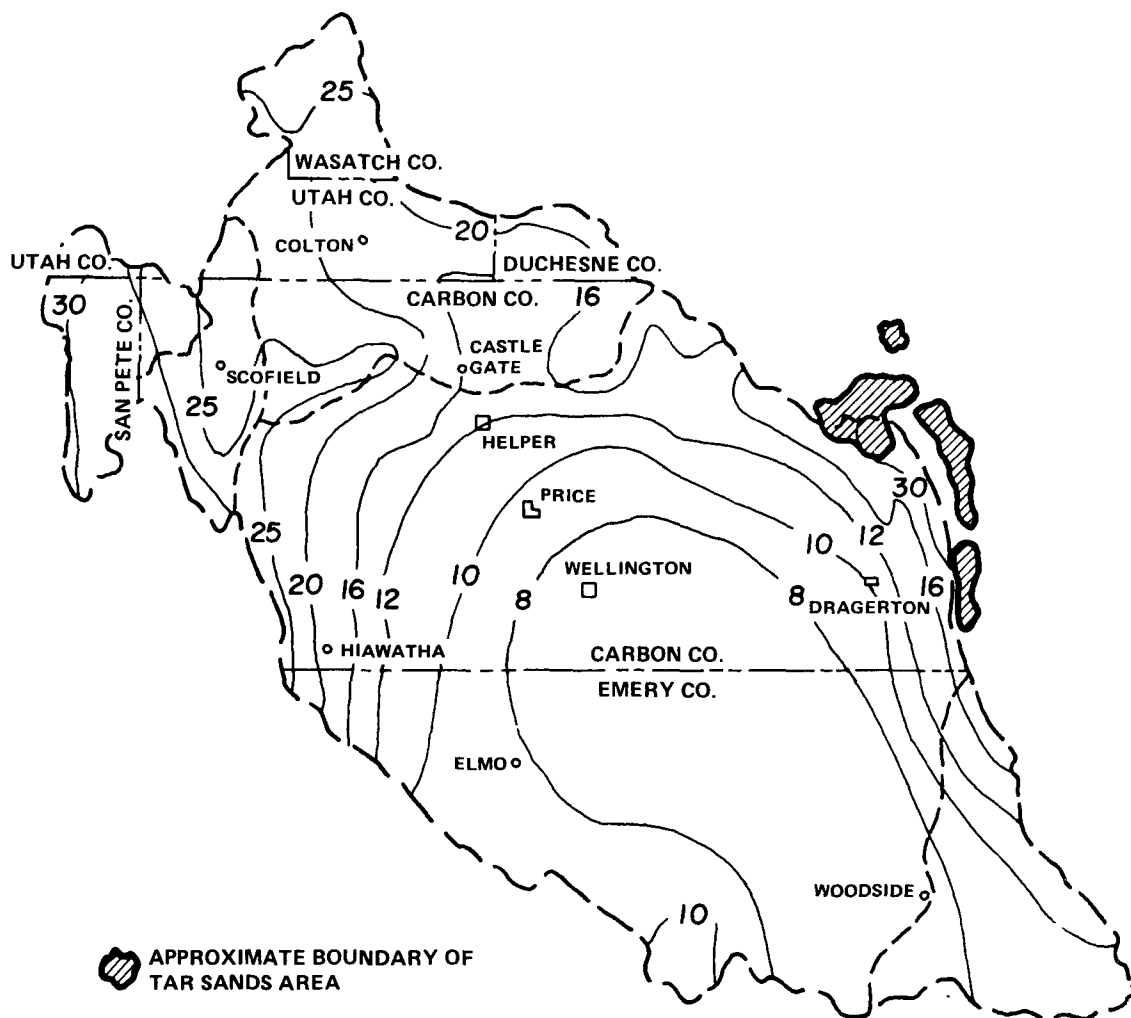 25
WASATCH CO.
UTAH CO.
COLTON
20
UTAH CO.
DUCHESNE CO.
30
CARBON CO.
16
SAN PETE CO.
CASTLE
GATE
SCOFIELD
25
HELPER
30
PRICE
25
12
10
20
16
12
10
8
WELLINGTON
8
DRAGERTON
16
HIAWATHA
CARBON CO.
EMERY CO.
ELMO
WOODSIDE
10
APPROXIMATE BOUNDARY OF
TAR SANDS AREA